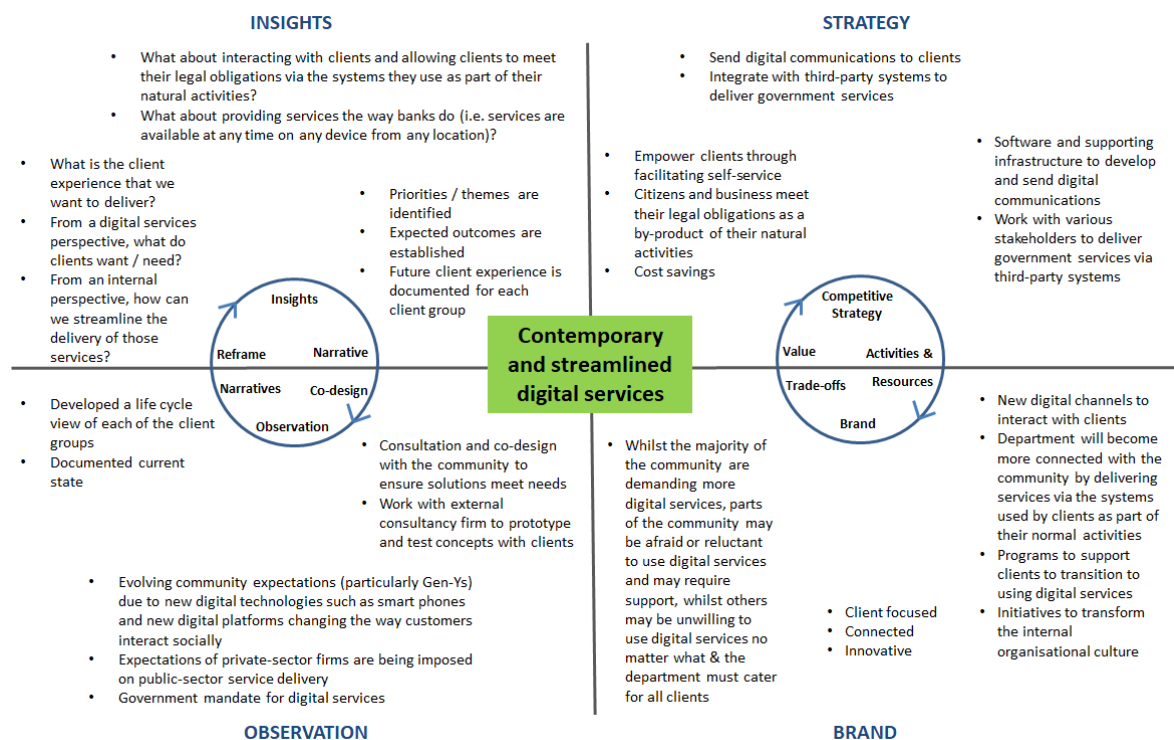 INSIGHTS
• What about interacting with clients and allowing clients to meet
their legal obligations via the systems they use as part of their
natural activities?
• What about providing services the way banks do (i.e. services are
available at any time on any device from any location)?
• What is the client
experience that we
want to deliver?
• From a digital services
perspective, what do
clients want / need?
• From an internal
perspective, how can
we streamline the
delivery of those
services?
• Priorities / themes are
identified
• Expected outcomes are
established
• Future client experience is
documented for each
client group
Insights
Reframe
Narrative
Narratives
Co-design
Observation
• Developed a life cycle
view of each of the client
groups
• Documented current
state
• Consultation and co-design
with the community to
ensure solutions meet needs
• Work with external
consultancy firm to prototype
and test concepts with clients
• Evolving community expectations (particularly Gen-Ys)
due to new digital technologies such as smart phones
and new digital platforms changing the way customers
interact socially
• Expectations of private-sector firms are being imposed
on public-sector service delivery
• Government mandate for digital services
OBSERVATION
Contemporary
and streamlined
digital services
STRATEGY
• Send digital communications to clients
• Integrate with third-party systems to
deliver government services
• Empower clients through
facilitating self-service
• Citizens and business meet
their legal obligations as a
by-product of their natural
activities
• Cost savings
• Software and supporting
infrastructure to develop
and send digital
communications
• Work with various
stakeholders to deliver
government services via
third-party systems
Competitive
Strategy
Value
Activities &
Resources
Trade-offs
Brand
• Whilst the majority of
the community are
demanding more
digital services, parts
of the community may
be afraid or reluctant
to use digital services
and may require
support, whilst others
may be unwilling to
use digital services no
matter what & the
department must cater
for all clients
• Client focused
• Connected
• Innovative
• New digital channels to
interact with clients
• Department will become
more connected with the
community by delivering
services via the systems
used by clients as part of
their normal activities
• Programs to support
clients to transition to
using digital services
• Initiatives to transform
the internal
organisational culture
BRAND